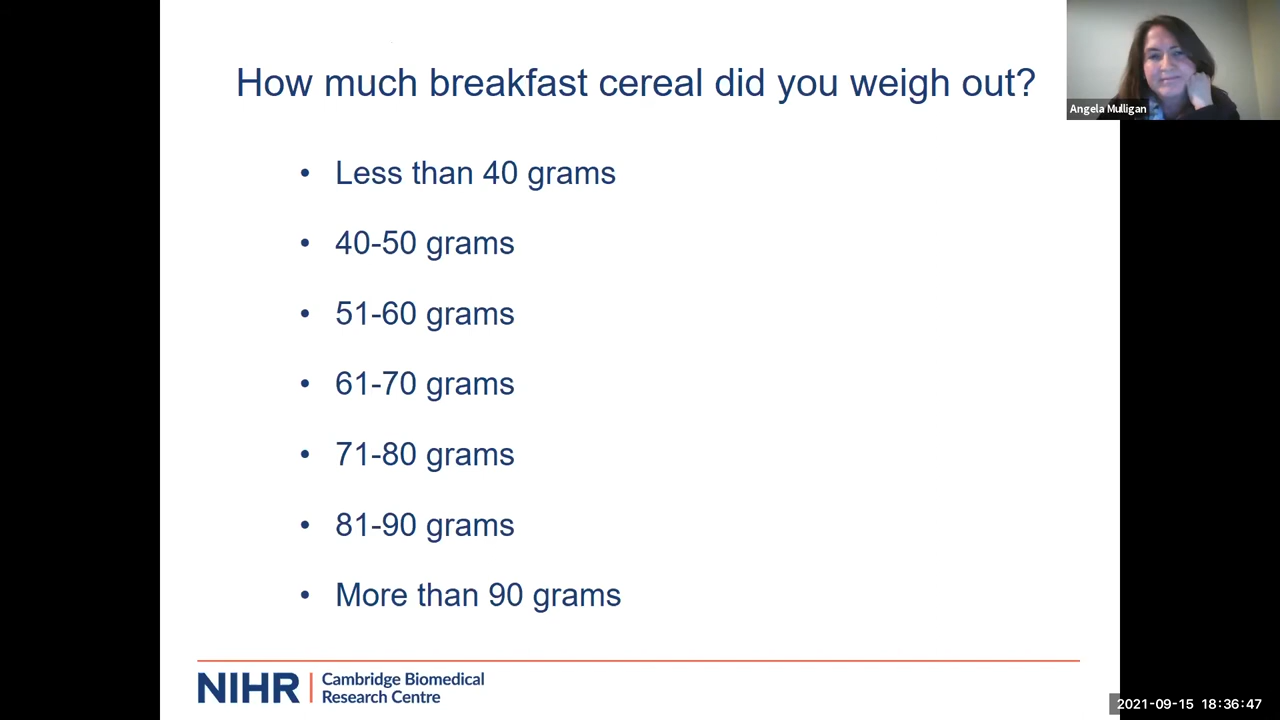 How much breakfast cereal did you weigh out?
Angela Mulligan
• Less than 40 grams
• 40-50 grams
• 51-60 grams
• 61-70 grams
• 71-80 grams
• 81-90 grams
• More than 90 grams
NIHR | Cambridge Biomedical
Research Centre
2021-09-15 18:36:47